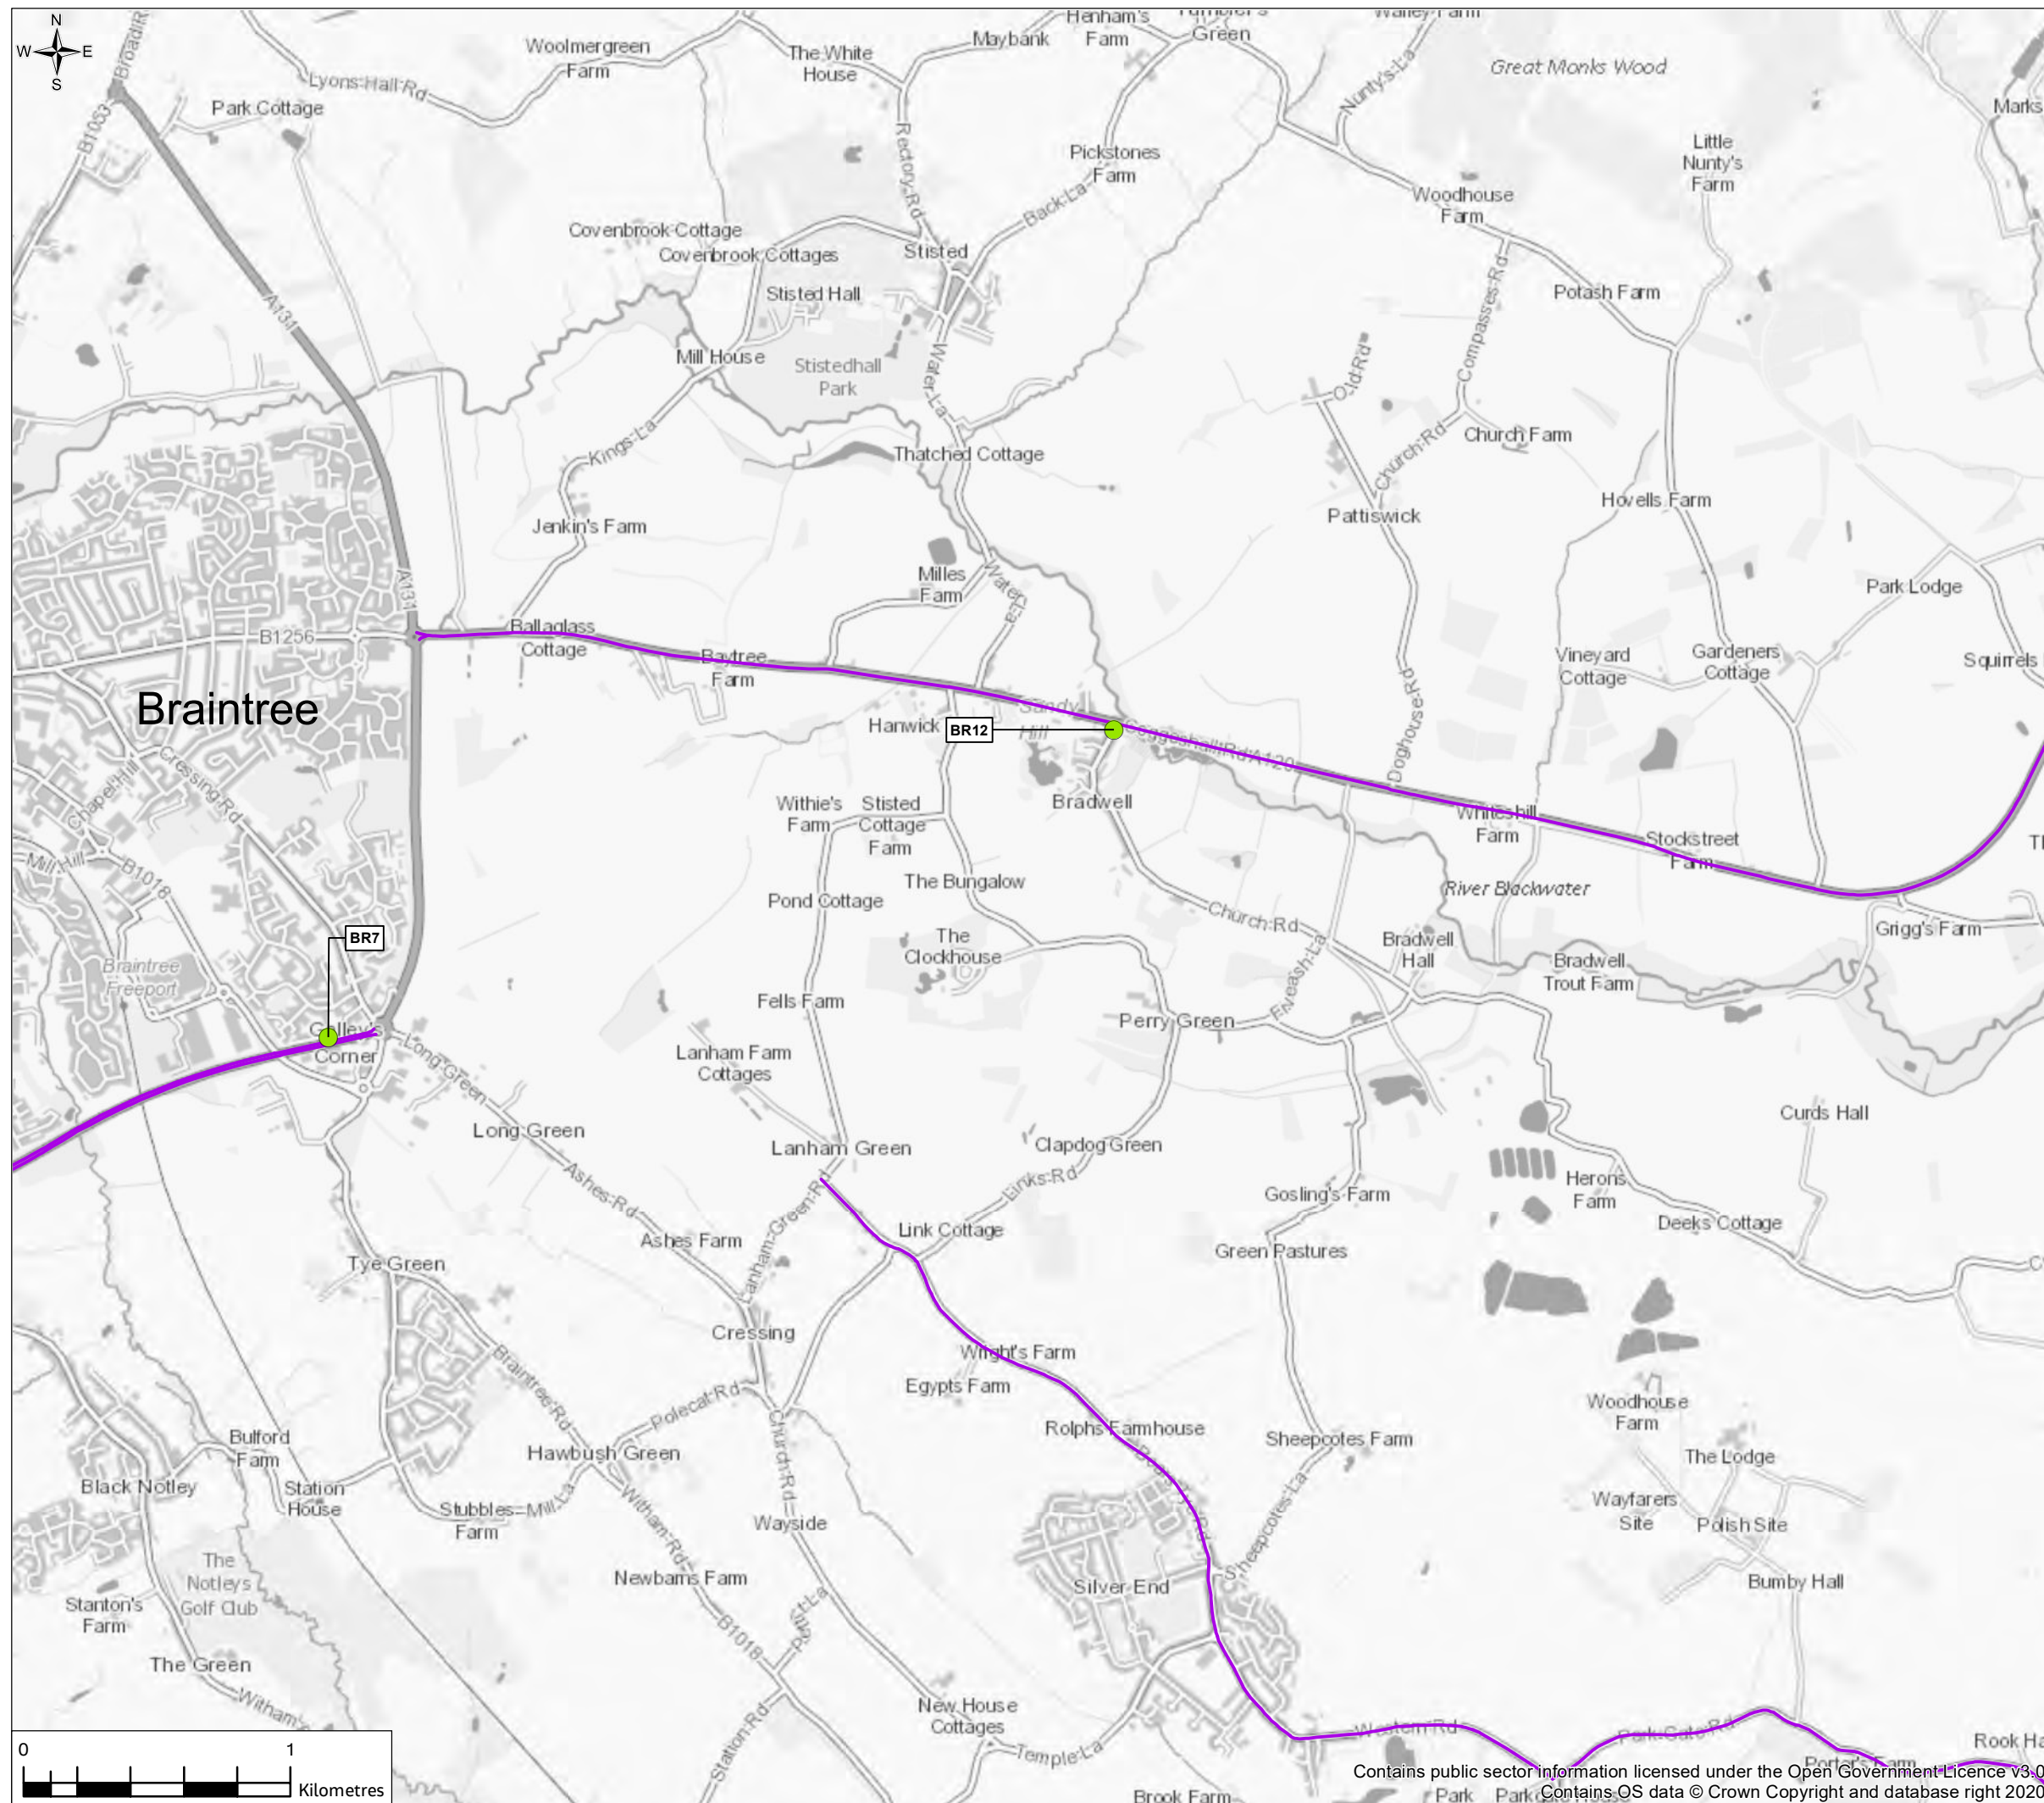 N
W E
S
Woolmergreen
Farm
The White
House
Maybank
Henham's
Farm
Green
Nunty's La
Great Monks Wood
Lyons Hall Rd
Park Cottage
B1053
Marks
Rectory Rd
Pickstones
Farm
Back La
Little
Nunty's
Farm
Woodhouse
Farm
Covenbrook Cottage
Covenbrook Cottages
Stisted
Stisted Hall
A131
Compasses Rd
Potash Farm
Mill House
Stistedhall
Park
Water La
Old Rd
Kings La
Thatched Cottage
Church Rd
Church Farm
Jenkin's Farm
Pattiswick
Hovells Farm
A131
Milles
Farm
Water La
Park Lodge
B1256
Ballaglass
Cottage
Baytree
Farm
Vineyard
Cottage
Gardeners
Cottage
Squirrels
Braintree
Hanwick
BR12
Sandy
Hill
Coggeshall Rd A120
Doghouse Rd
Chapel Hill
Cressing Rd
Withie's
Farm
Stisted
Cottage
Farm
Bradwell
Whiteshill
Farm
Stockstreet
Farm
Mill Hill
B1018
The Bungalow
Pond Cottage
River Blackwater
Church Rd
BR7
The
Clockhouse
Bradwell
Hall
Grigg's Farm
Braintree
Freeport
Bradwell
Trout Farm
Fells Farm
Perry Green
Galley's
Corner
Long Green
Lanham Farm
Cottages
Long Green
Lanham Green
Clapdog Green
Curds Hall
Ashes Rd
Links Rd
Gosling's Farm
Herons
Farm
Lanham Green Rd
Link Cottage
Deeks Cottage
Ashes Farm
Green Pastures
Tye Green
Cressing
Wright's Farm
Egypts Farm
Braintree Rd
Polecat Rd
Woodhouse
Farm
Church Rd
Rolphs Farmhouse
Sheepcotes Farm
The Lodge
Bulford
Farm
Hawbush Green
Black Notley
Station
House
Stubbles
Farm
Mill La
Witham Rd
Wayside
Sheepcotes La
Wayfarers
Site
Polish Site
The
Notleys
Golf Club
Newbarns Farm
Silver End
Bumby Hall
Stanton's
Farm
B1018
The Green
Witham
New House
Cottages
Station Rd
Temple La
Western Rd
Park Gate Rd
Porter's Farm
Rook Ha
0 1
Kilometres
Brook Farm
Park
Contains public sector information licensed under the Open Government Licence v3.0
Contains OS data © Crown Copyright and database right 2020